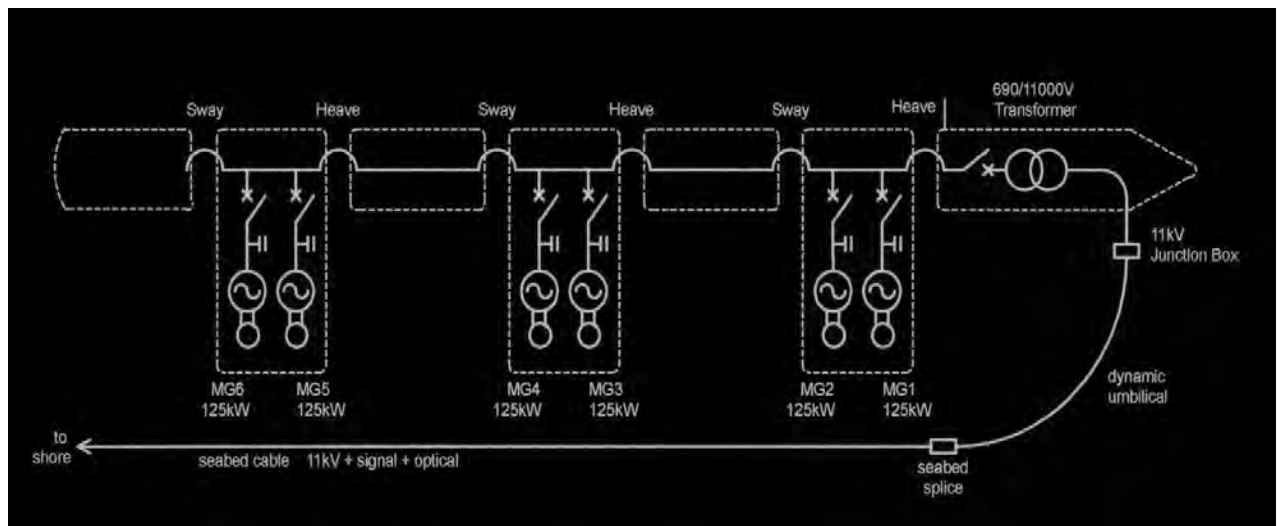 690/11000V
Transformer
Sway
Heave
Sway
Heave
Sway
Heave
11kV
Junction Box
MG6
125kW
MG5
125kW
MG4
125kW
MG3
125kW
MG2
125kW
MG1
125kW
dynamic
umbilical
to
shore
seabed cable 11kV + signal + optical
seabed
splice